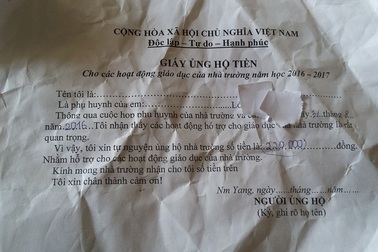 CỘNG HÒA XÃ HỘI CHỦ NGHĨA VIỆT NAM
Độc lập – Tự do – Hạnh phúc
GIẤY ỦNG HỘ TIỀN
Cho các hoạt động giáo dục của nhà trường năm học 2016 – 2017
Tên tôi là:
Là phụ huynh của em:
Thông qua cuộc họp phụ huynh của nhà trường
năm 2016. Tôi nhận thấy các hoạt động hỗ trợ cho giáo dục của nhà trường là rất
quan trọng.
Vì vậy, tôi xin tự nguyện ủng hộ nhà trường số tiền là: 220.000 đồng.
Nhằm hỗ trợ cho các hoạt động giáo dục của nhà trường.
Kính mong nhà trường nhận cho tôi số tiền trên
Tôi xin chân thành cảm ơn!
Nm Yang, ngày......tháng......năm......
NGƯỜI ỦNG HỘ
(Ký, ghi rõ họ tên)